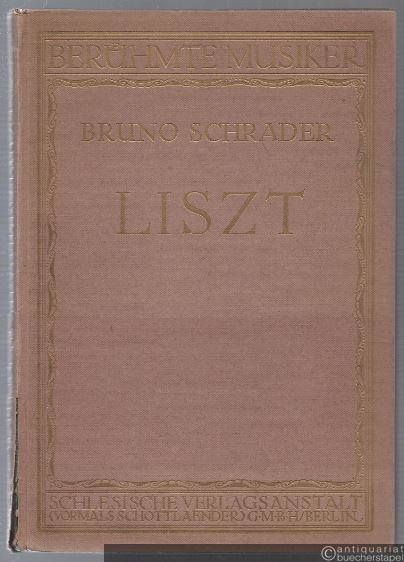 BERÜHMTE MUSIKER
BRUNO SCHRADER
LISZT
SCHLESISCHE VERLAGSANSTALT
(VORMALS SCHOTTLAENDER) G·M·B·H/BERLIN
antiquariat
buecherstapel